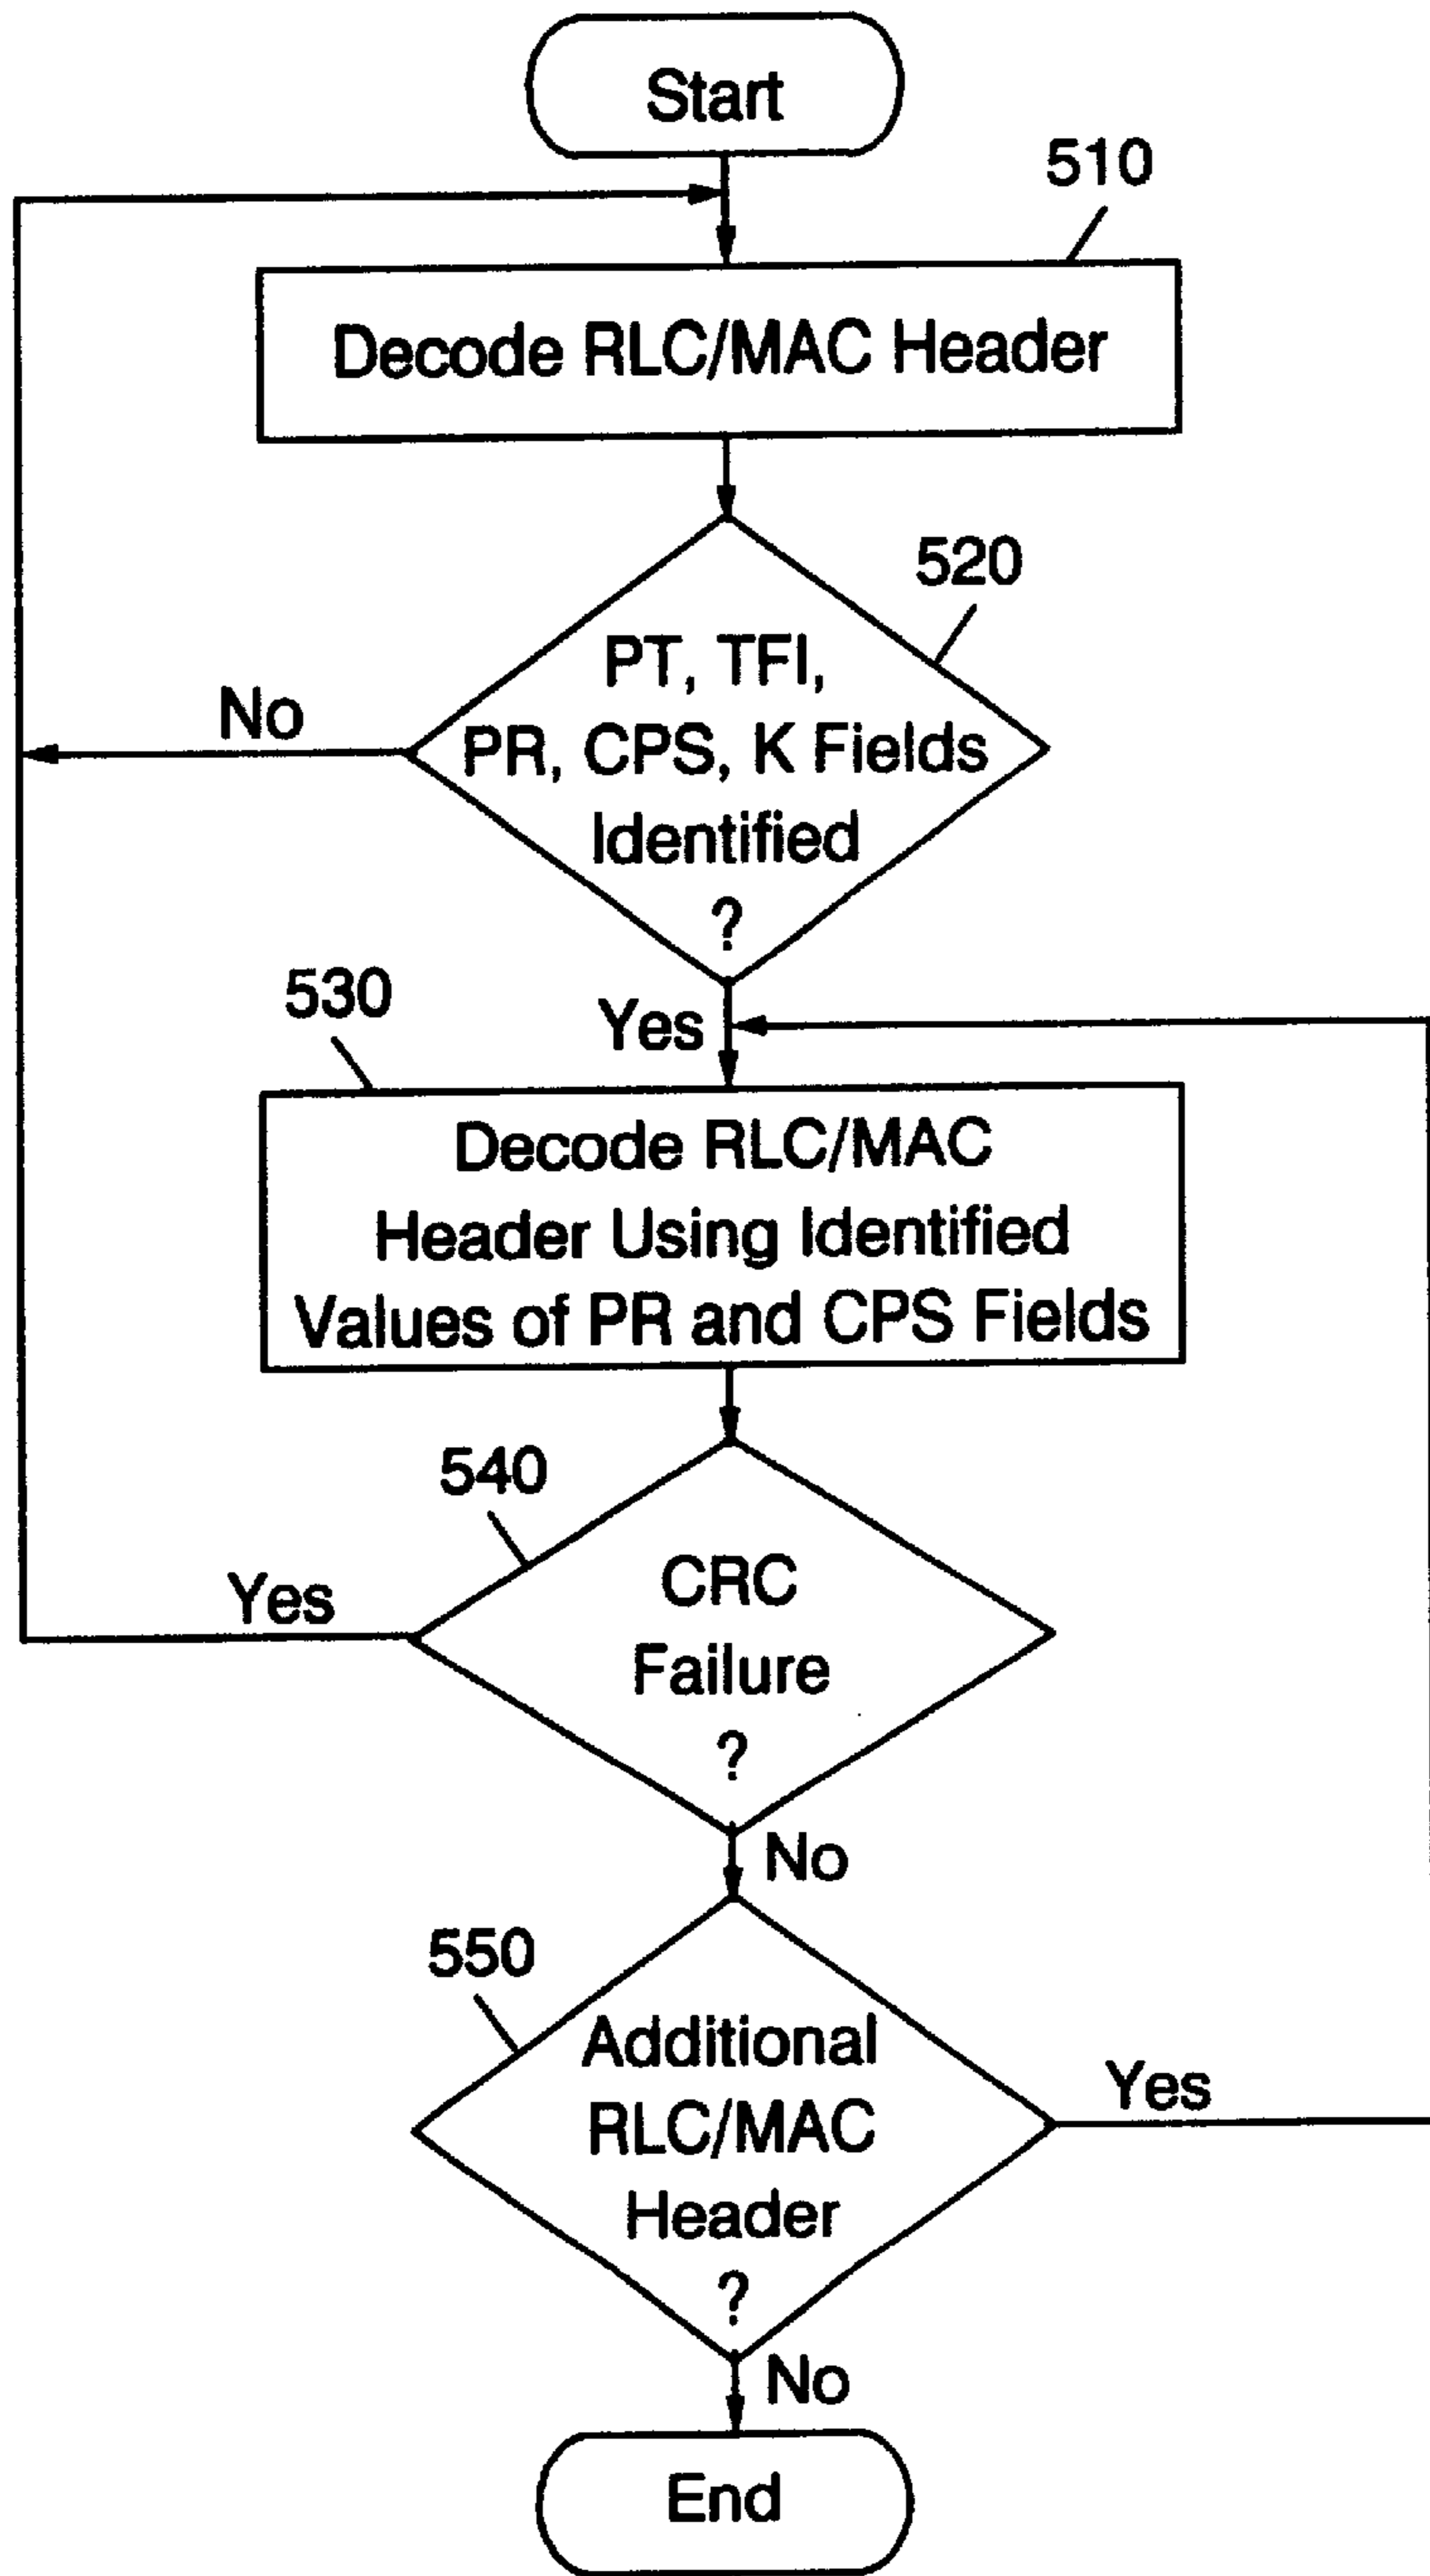 Start
510
Decode RLC/MAC Header
520
PT, TFI,
PR, CPS, K Fields
Identified
?
No
Yes
530
Decode RLC/MAC
Header Using Identified
Values of PR and CPS Fields
540
CRC
Failure
?
Yes
No
550
Additional
RLC/MAC
Header
?
Yes
No
End